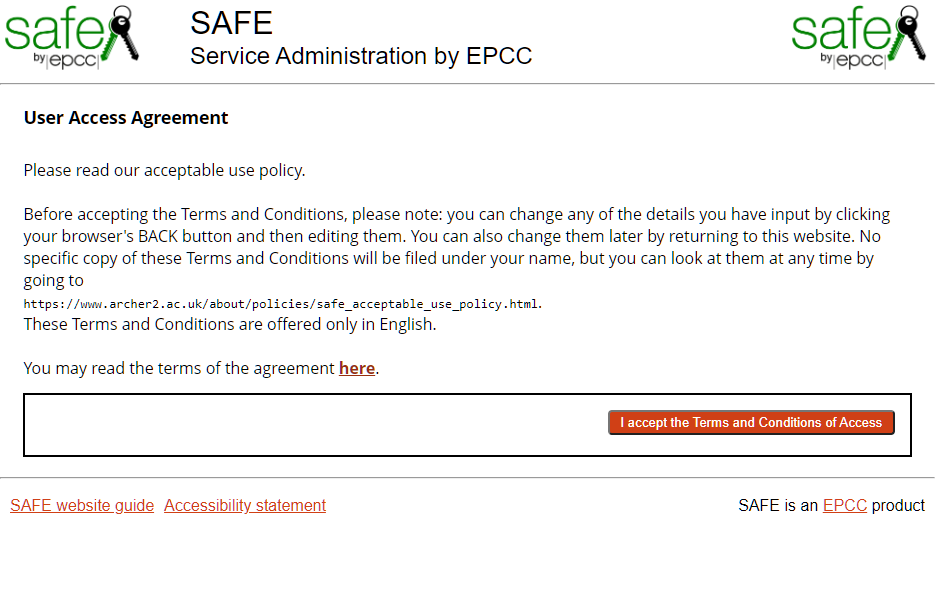 safe
by|epcc|
SAFE
Service Administration by EPCC
safe
by|epcc|
User Access Agreement
Please read our acceptable use policy.
Before accepting the Terms and Conditions, please note: you can change any of the details you have input by clicking
your browser's BACK button and then editing them. You can also change them later by returning to this website. No
specific copy of these Terms and Conditions will be filed under your name, but you can look at them at any time by
going to
https://www.archer2.ac.uk/about/policies/safe_acceptable_use_policy.html.
These Terms and Conditions are offered only in English.
You may read the terms of the agreement here.
I accept the Terms and Conditions of Access
SAFE website guide Accessibility statement
SAFE is an EPCC product